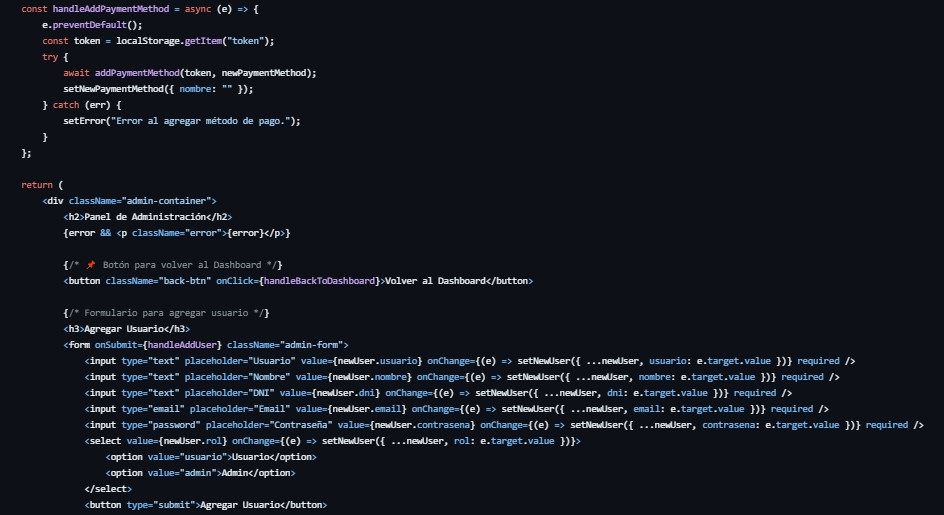 const handleAddPaymentMethod = async (e) => {
    e.preventDefault();
    const token = localStorage.getItem("token");
    try {
        await addPaymentMethod(token, newPaymentMethod);
        setNewPaymentMethod({ nombre: "" });
    } catch (err) {
        setError("Error al agregar método de pago.");
    }
};

return (
    <div className="admin-container">
        <h2>Panel de Administración</h2>
        {error && <p className="error">{error}</p>}

        {/* 📌 Botón para volver al Dashboard */}
        <button className="back-btn" onClick={handleBackToDashboard}>Volver al Dashboard</button>

        {/* Formulario para agregar usuario */}
        <h3>Agregar Usuario</h3>
        <form onSubmit={handleAddUser} className="admin-form">
            <input type="text" placeholder="Usuario" value={newUser.usuario} onChange={(e) => setNewUser({ ...newUser, usuario: e.target.value })} required />
            <input type="text" placeholder="Nombre" value={newUser.nombre} onChange={(e) => setNewUser({ ...newUser, nombre: e.target.value })} required />
            <input type="text" placeholder="DNI" value={newUser.dni} onChange={(e) => setNewUser({ ...newUser, dni: e.target.value })} required />
            <input type="email" placeholder="Email" value={newUser.email} onChange={(e) => setNewUser({ ...newUser, email: e.target.value })} required />
            <input type="password" placeholder="Contraseña" value={newUser.contrasena} onChange={(e) => setNewUser({ ...newUser, contrasena: e.target.value })} required />
            <select value={newUser.rol} onChange={(e) => setNewUser({ ...newUser, rol: e.target.value })}>
                <option value="usuario">Usuario</option>
                <option value="admin">Admin</option>
            </select>
            <button type="submit">Agregar Usuario</button>